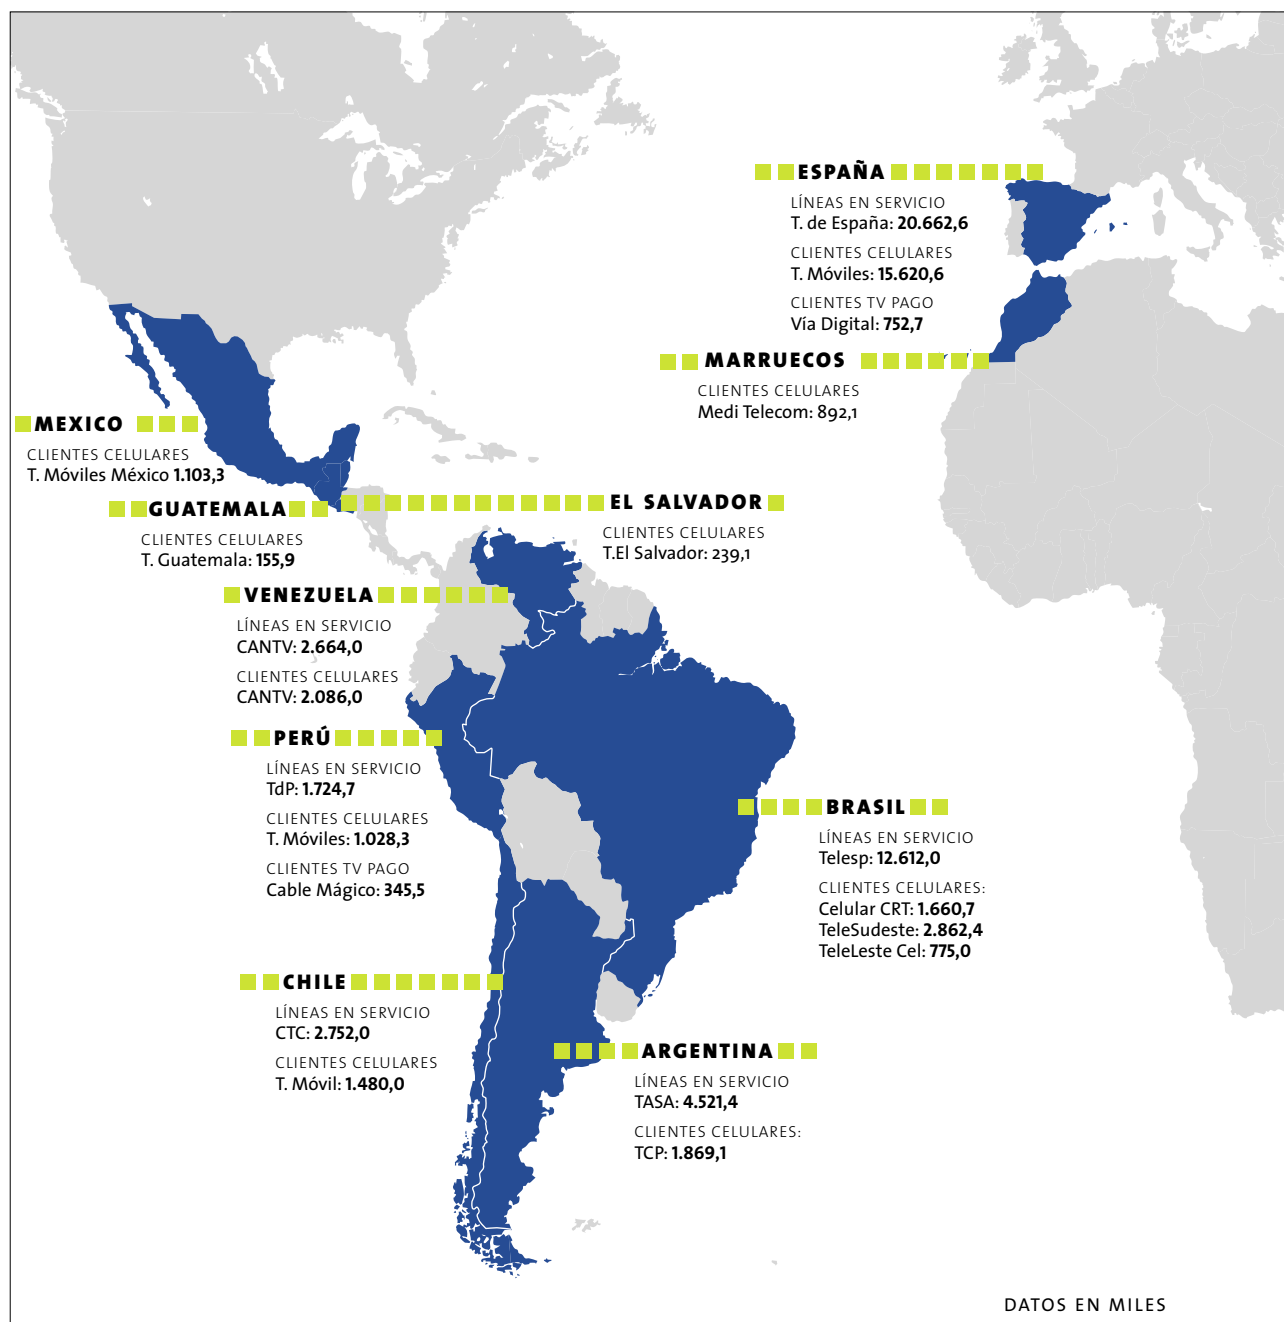 ESPAÑA
LÍNEAS EN SERVICIO
T. de España: 20.662,6
CLIENTES CELULARES
T. Móviles: 15.620,6
CLIENTES TV PAGO
Vía Digital: 752,7
MARRUECOS
CLIENTES CELULARES
Medi Telecom: 892,1
MEXICO
CLIENTES CELULARES
T. Móviles México 1.103,3
GUATEMALA
CLIENTES CELULARES
T. Guatemala: 155,9
EL SALVADOR
CLIENTES CELULARES
T.El Salvador: 239,1
VENEZUELA
LÍNEAS EN SERVICIO
CANTV: 2.664,0
CLIENTES CELULARES
CANTV: 2.086,0
PERÚ
LÍNEAS EN SERVICIO
TdP: 1.724,7
CLIENTES CELULARES
T. Móviles: 1.028,3
CLIENTES TV PAGO
Cable Mágico: 345,5
BRASIL
LÍNEAS EN SERVICIO
Telesp: 12.612,0
CLIENTES CELULARES:
Celular CRT: 1.660,7
TeleSudeste: 2.862,4
TeleLeste Cel: 775,0
CHILE
LÍNEAS EN SERVICIO
CTC: 2.752,0
CLIENTES CELULARES
T. Móvil: 1.480,0
ARGENTINA
LÍNEAS EN SERVICIO
TASA: 4.521,4
CLIENTES CELULARES:
TCP: 1.869,1
DATOS EN MILES